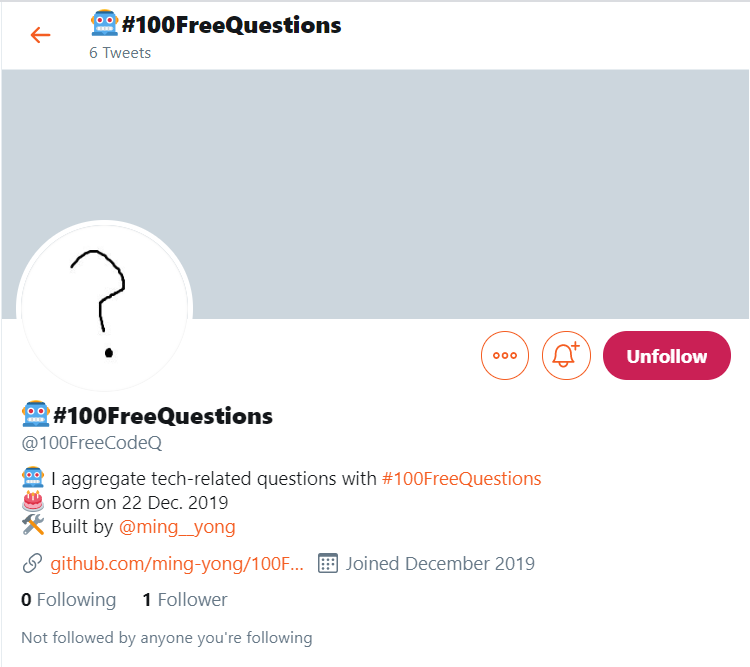 🤖#100FreeQuestions
6 Tweets
?
Unfollow
🤖#100FreeQuestions
@100FreeCodeQ
🤖 I aggregate tech-related questions with #100FreeQuestions
🎂 Born on 22 Dec. 2019
🛠 Built by @ming__yong
github.com/ming-yong/100F... Joined December 2019
0 Following 1 Follower
Not followed by anyone you're following